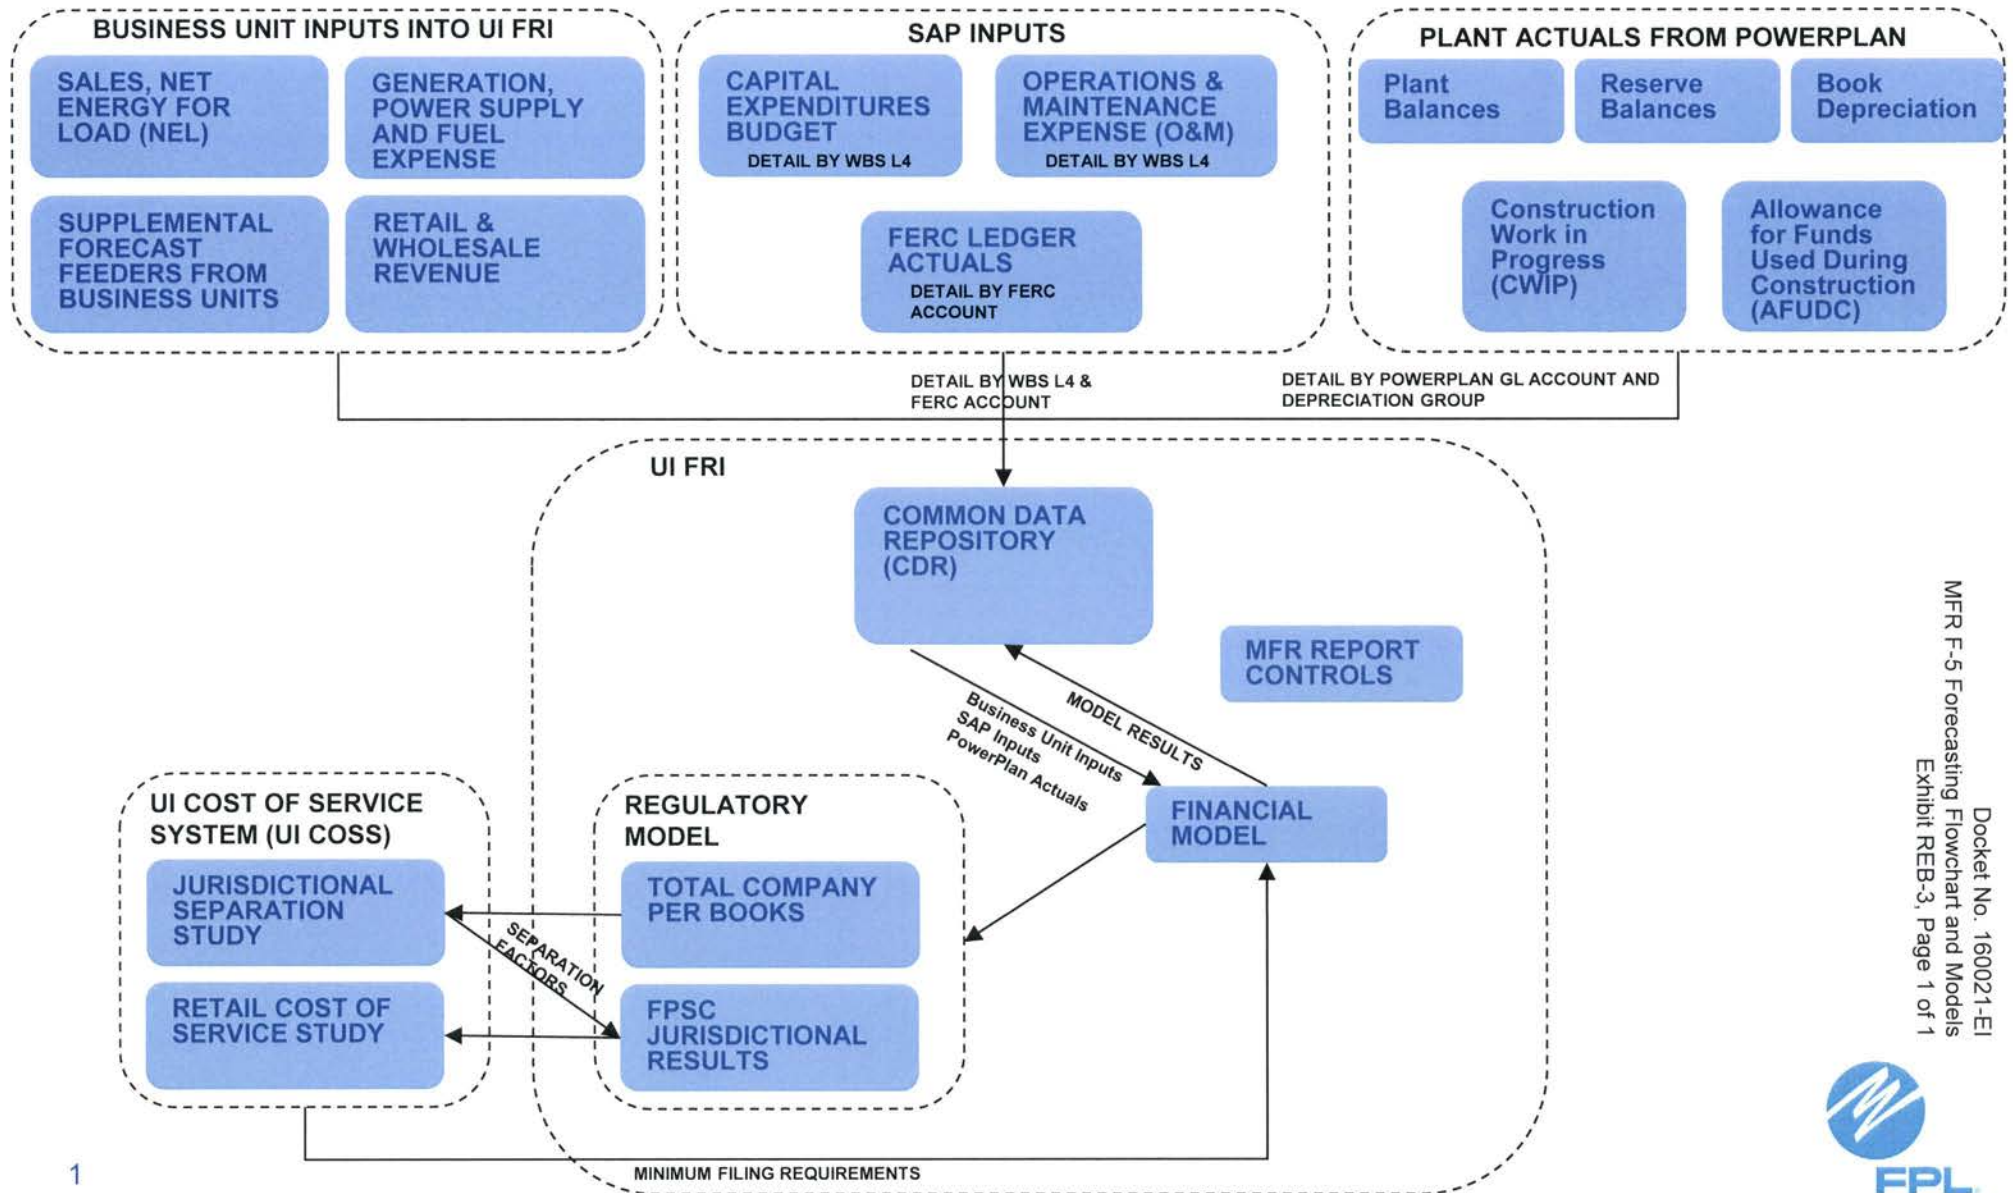 BUSINESS UNIT INPUTS INTO UI FRI
SALES, NET
ENERGY FOR
LOAD (NEL)
GENERATION,
POWER SUPPLY
AND FUEL
EXPENSE
SUPPLEMENTAL
FORECAST
FEEDERS FROM
BUSINESS UNITS
RETAIL &
WHOLESALE
REVENUE
SAP INPUTS
CAPITAL
EXPENDITURES
BUDGET
DETAIL BY WBS L4
OPERATIONS &
MAINTENANCE
EXPENSE (O&M)
DETAIL BY WBS L4
FERC LEDGER
ACTUALS
DETAIL BY FERC
ACCOUNT
PLANT ACTUALS FROM POWERPLAN
Plant
Balances
Reserve
Balances
Book
Depreciation
Construction
Work in
Progress
(CWIP)
Allowance
for Funds
Used During
Construction
(AFUDC)
DETAIL BY WBS L4 &
FERC ACCOUNT
DETAIL BY POWERPLAN GL ACCOUNT AND
DEPRECIATION GROUP
UI FRI
COMMON DATA
REPOSITORY
(CDR)
MFR REPORT
CONTROLS
MODEL RESULTS
Business Unit Inputs
SAP Inputs
PowerPlan Actuals
FINANCIAL
MODEL
UI COST OF SERVICE
SYSTEM (UI COSS)
JURISDICTIONAL
SEPARATION
STUDY
RETAIL COST OF
SERVICE STUDY
REGULATORY
MODEL
TOTAL COMPANY
PER BOOKS
FPSC
JURISDICTIONAL
RESULTS
SEPARATION
FACTORS
MINIMUM FILING REQUIREMENTS
Docket No. 160021-EI
MFR F-5 Forecasting Flowchart and Models
Exhibit REB-3, Page 1 of 1
FPL.
1